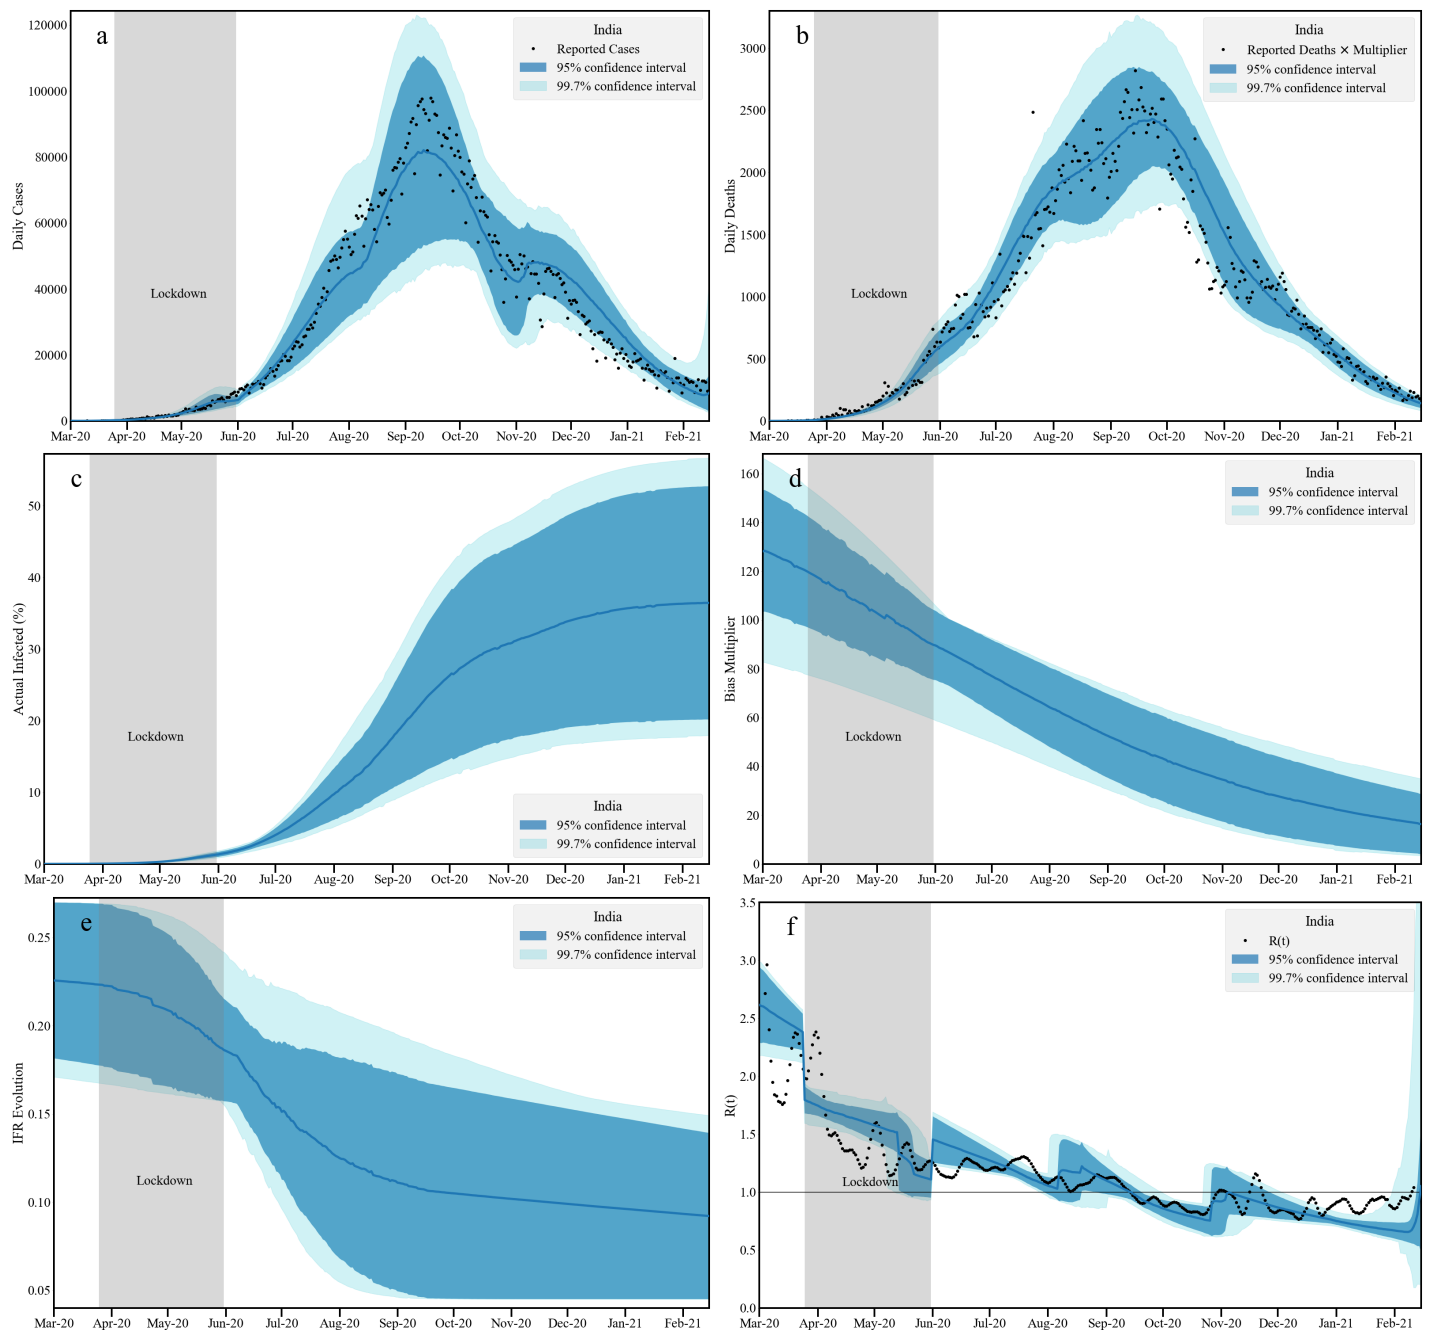 a
India
Reported Cases
95% confidence interval
99.7% confidence interval
Lockdown
Daily Cases
120000
100000
80000
60000
40000
20000
0
Mar-20 Apr-20 May-20 Jun-20 Jul-20 Aug-20 Sep-20 Oct-20 Nov-20 Dec-20 Jan-21 Feb-21
b
India
Reported Deaths × Multiplier
95% confidence interval
99.7% confidence interval
Lockdown
Daily Deaths
3000
2500
2000
1500
1000
500
0
Mar-20 Apr-20 May-20 Jun-20 Jul-20 Aug-20 Sep-20 Oct-20 Nov-20 Dec-20 Jan-21 Feb-21
c
Actual Infected (%)
50
40
30
20
10
0
Lockdown
India
95% confidence interval
99.7% confidence interval
Mar-20 Apr-20 May-20 Jun-20 Jul-20 Aug-20 Sep-20 Oct-20 Nov-20 Dec-20 Jan-21 Feb-21
d
India
95% confidence interval
99.7% confidence interval
Lockdown
Bias Multiplier
160
140
120
100
80
60
40
20
0
Mar-20 Apr-20 May-20 Jun-20 Jul-20 Aug-20 Sep-20 Oct-20 Nov-20 Dec-20 Jan-21 Feb-21
e
India
95% confidence interval
99.7% confidence interval
Lockdown
IFR Evolution
0.25
0.20
0.15
0.10
0.05
Mar-20 Apr-20 May-20 Jun-20 Jul-20 Aug-20 Sep-20 Oct-20 Nov-20 Dec-20 Jan-21 Feb-21
f
India
R(t)
95% confidence interval
99.7% confidence interval
Lockdown
R(t)
3.5
3.0
2.5
2.0
1.5
1.0
0.5
0.0
Mar-20 Apr-20 May-20 Jun-20 Jul-20 Aug-20 Sep-20 Oct-20 Nov-20 Dec-20 Jan-21 Feb-21